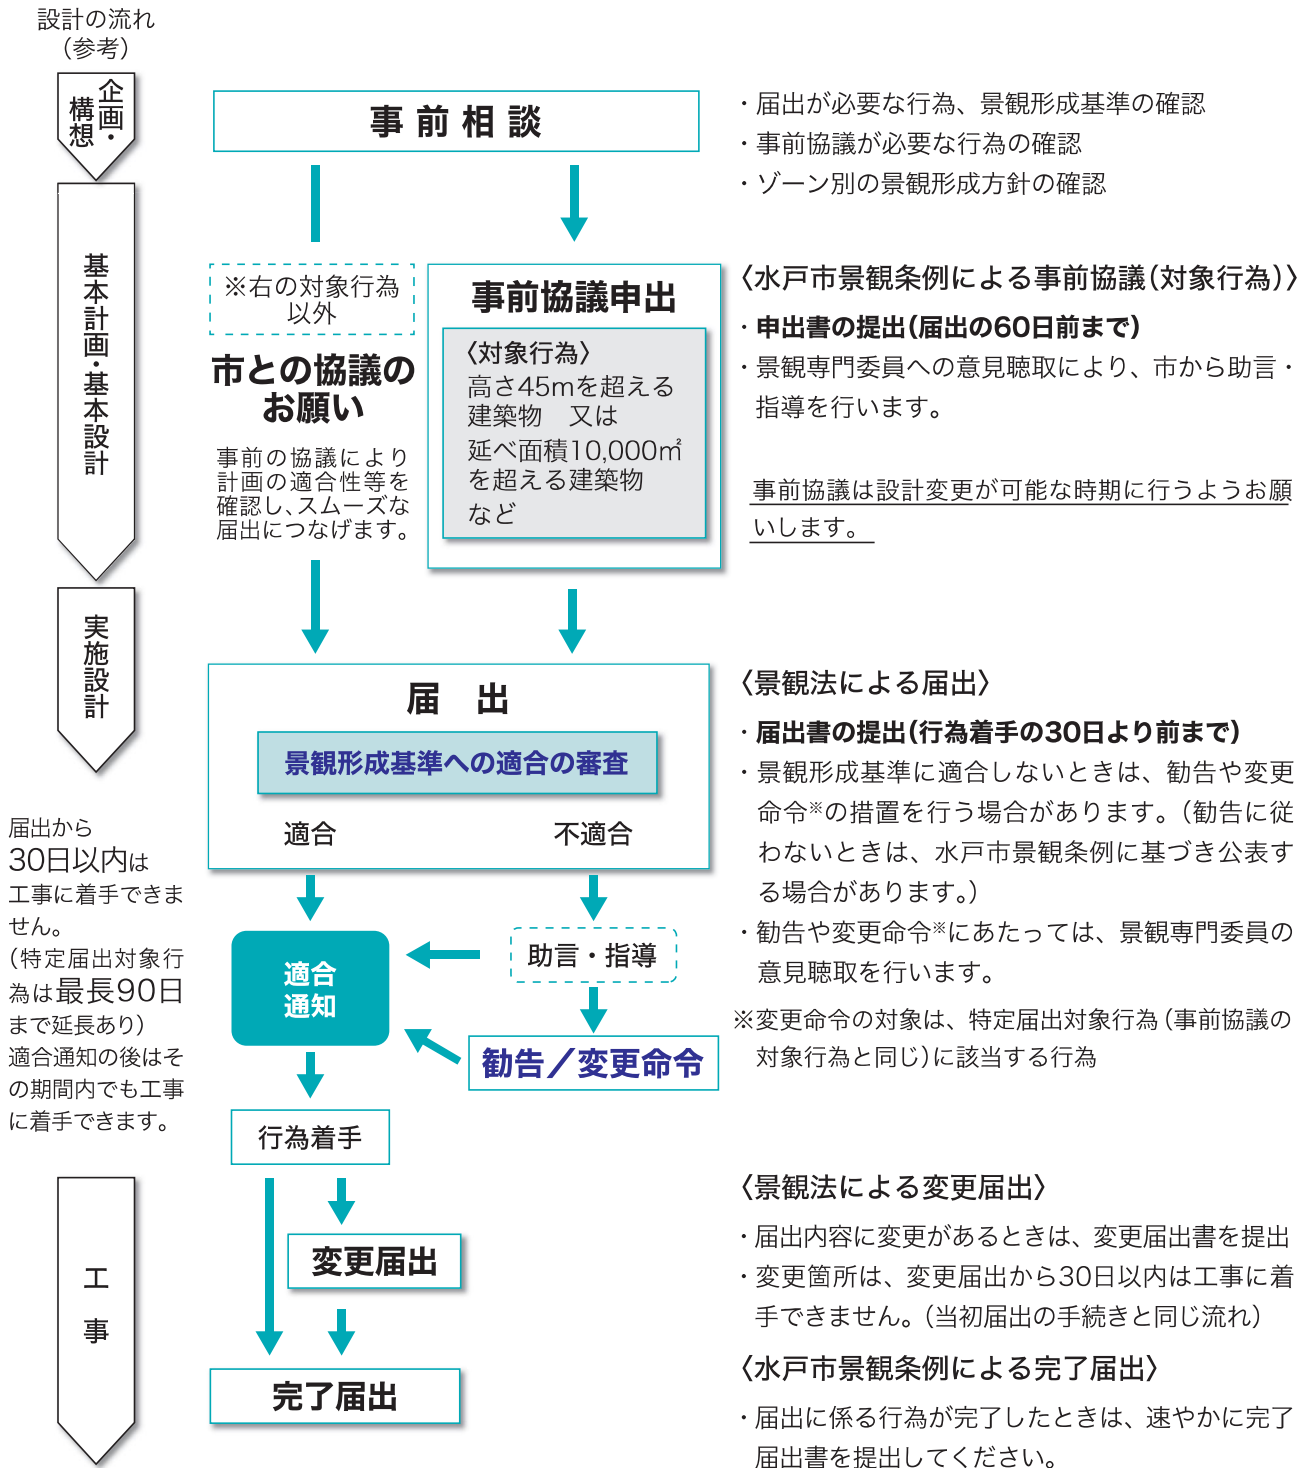 設計の流れ
（参考）
企画・
構想
事前相談
・届出が必要な行為、景観形成基準の確認
・事前協議が必要な行為の確認
・ゾーン別の景観形成方針の確認
基本計画・基本設計
※右の対象行為
以外
市との協議の
お願い
事前の協議により
計画の適合性等を
確認し、スムーズな
届出につなげます。
事前協議申出
〈対象行為〉
高さ45mを超える
建築物　又は
延べ面積10,000㎡
を超える建築物
など
〈水戸市景観条例による事前協議（対象行為）〉
・申出書の提出（届出の60日前まで）
・景観専門委員への意見聴取により、市から助言・
指導を行います。
事前協議は設計変更が可能な時期に行うようお願
いします。
実施設計
届　出
景観形成基準への適合の審査
適合
不適合
〈景観法による届出〉
・届出書の提出（行為着手の30日より前まで）
・景観形成基準に適合しないときは、勧告や変更
命令※の措置を行う場合があります。（勧告に従
わないときは、水戸市景観条例に基づき公表す
る場合があります。）
・勧告や変更命令※にあたっては、景観専門委員の
意見聴取を行います。
※変更命令の対象は、特定届出対象行為（事前協議の
対象行為と同じ）に該当する行為
届出から
30日以内は
工事に着手できま
せん。
（特定届出対象行
為は最長90日
まで延長あり）
適合通知の後はそ
の期間内でも工事
に着手できます。
適合
通知
助言・指導
勧告／変更命令
行為着手
工　事
変更届出
完了届出
〈景観法による変更届出〉
・届出内容に変更があるときは、変更届出書を提出
・変更箇所は、変更届出から30日以内は工事に着
手できません。（当初届出の手続きと同じ流れ）
〈水戸市景観条例による完了届出〉
・届出に係る行為が完了したときは、速やかに完了
届出書を提出してください。